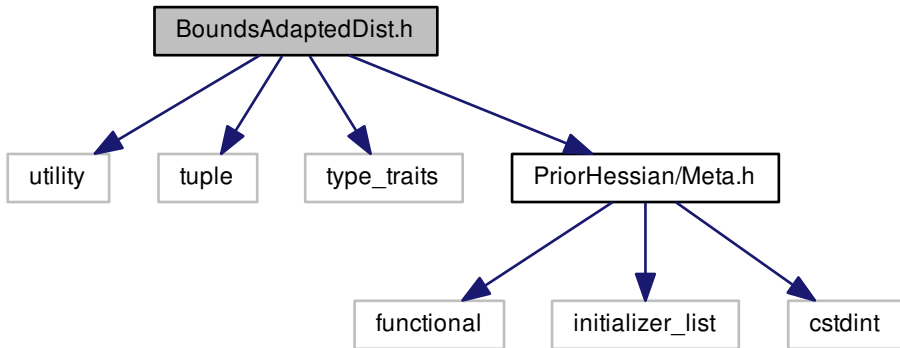 BoundsAdaptedDist.h
utility
tuple
type_traits
PriorHessian/Meta.h
functional
initializer_list
cstdint